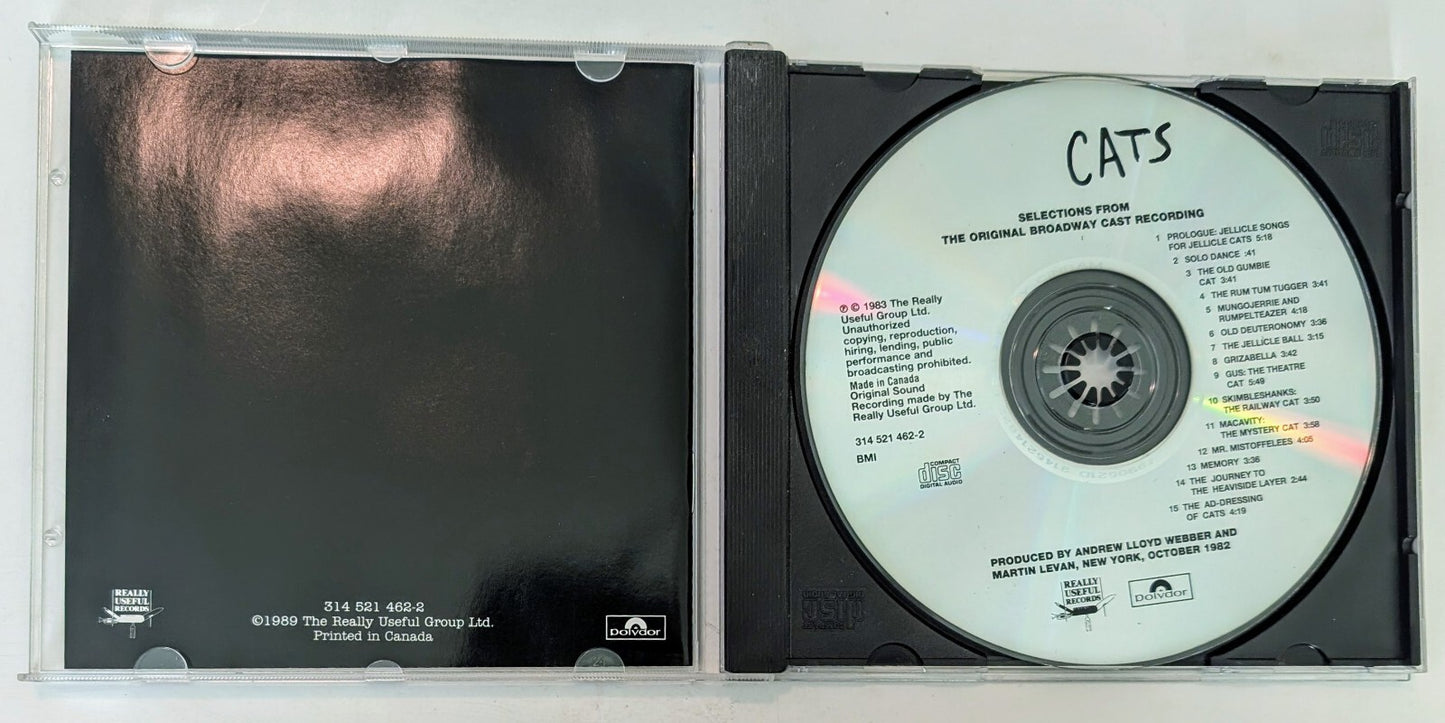 REALLY
USEFUL
RECORDS
314 521 462-2
©1989 The Really Useful Group Ltd.
Printed in Canada
polydor
CATS
SELECTIONS FROM
THE ORIGINAL BROADWAY CAST RECORDING
1 PROLOGUE: JELLICLE SONGS
FOR JELLICLE CATS 5:18
2 SOLO DANCE :41
3 THE OLD GUMBIE
CAT 3:41
4 THE RUM TUM TUGGER 3:41
5 MUNGOJERRIE AND
RUMPELTEAZER 4:18
6 OLD DEUTERONOMY 3:36
7 THE JELLICLE BALL 3:15
8 GRIZABELLA 3:42
9 GUS: THE THEATRE
CAT 5:49
10 SKIMBLESHANKS:
THE RAILWAY CAT 3:50
11 MACAVITY:
THE MYSTERY CAT 3:58
12 MR. MISTOFFELEES 4:05
13 MEMORY 3:36
14 THE JOURNEY TO
THE HEAVISIDE LAYER 2:44
15 THE AD-DRESSING
OF CATS 4:19
℗ © 1983 The Really
Useful Group Ltd.
Unauthorized
copying, reproduction,
hiring, lending, public
performance and
broadcasting prohibited.
Made in Canada
Original Sound
Recording made by The
Really Useful Group Ltd.
314 521 462-2
BMI
COMPACT
disc
DIGITAL AUDIO
PRODUCED BY ANDREW LLOYD WEBBER AND
MARTIN LEVAN, NEW YORK, OCTOBER 1982
REALLY
USEFUL
RECORDS
polydor